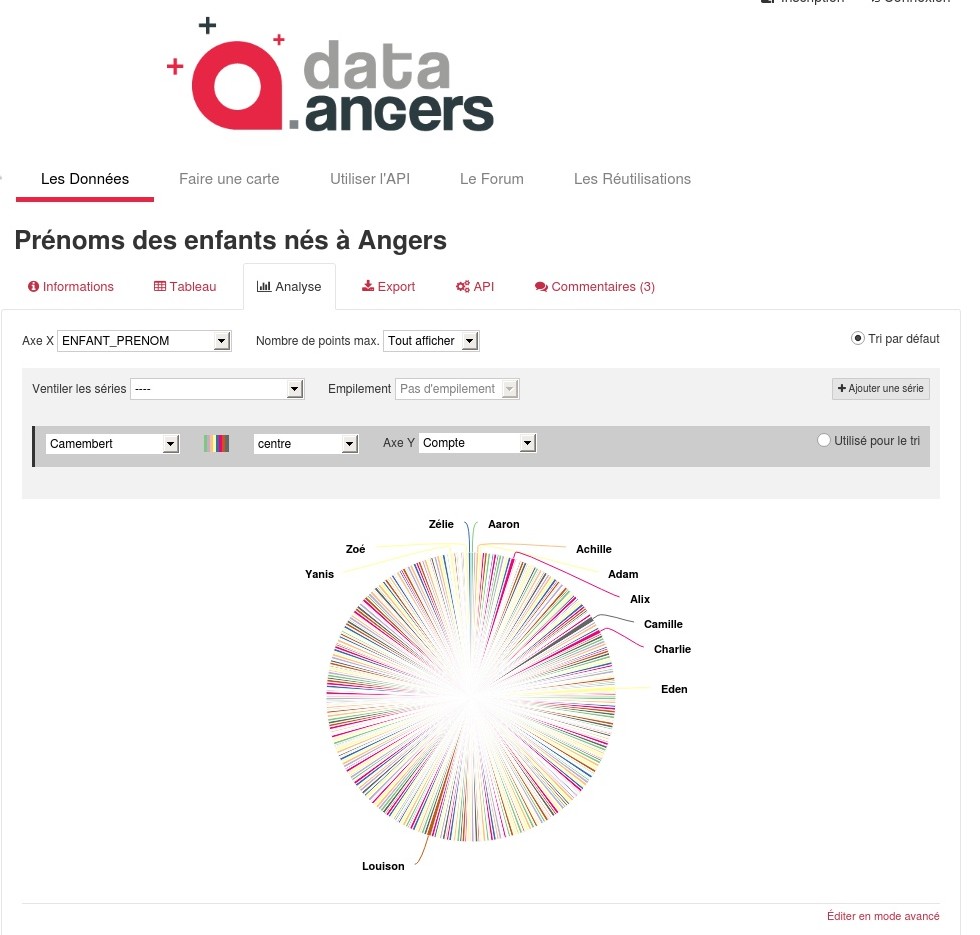 Inscription Connexion
data
.angers
Les Données Faire une carte Utiliser l'API Le Forum Les Réutilisations
Prénoms des enfants nés à Angers
Informations Tableau Analyse Export API Commentaires (3)
Axe X ENFANT_PRENOM Nombre de points max. Tout afficher Tri par défaut
Ventiler les séries ---- Empilement Pas d'empilement + Ajouter une série
Camembert centre Axe Y Compte Utilisé pour le tri
Zélie Aaron
Zoé Achille
Yanis Adam
Alix
Camille
Charlie
Eden
Louison
Éditer en mode avancé